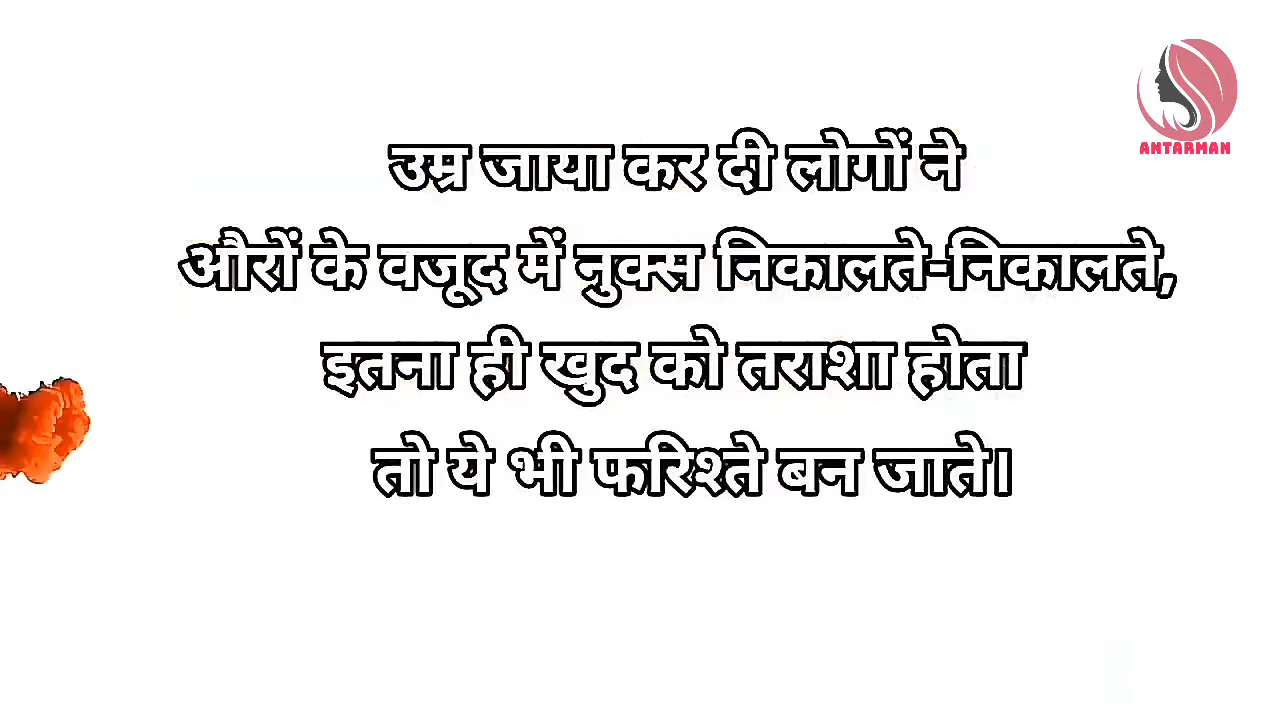 ANTARMAN
उम्र जाया कर दी लोगों ने
औरों के वजूद में नुक्स निकालते-निकालते,
इतना ही खुद को तराशा होता
तो ये भी फरिश्ते बन जाते।